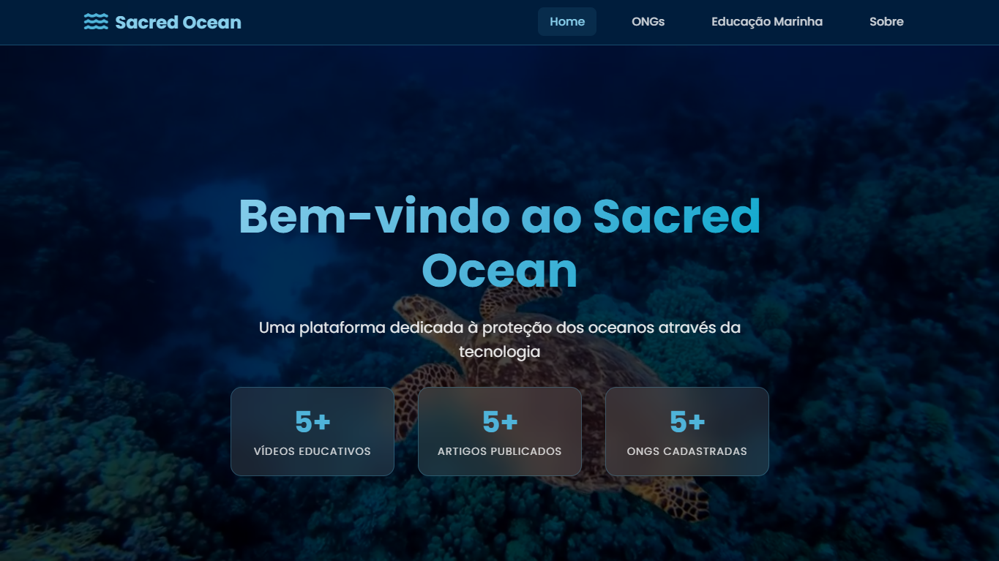 Sacred Ocean
Home
ONGs
Educação Marinha
Sobre
Bem-vindo ao Sacred
Ocean
Uma plataforma dedicada à proteção dos oceanos através da
tecnologia
5+
VÍDEOS EDUCATIVOS
5+
ARTIGOS PUBLICADOS
5+
ONGS CADASTRADAS